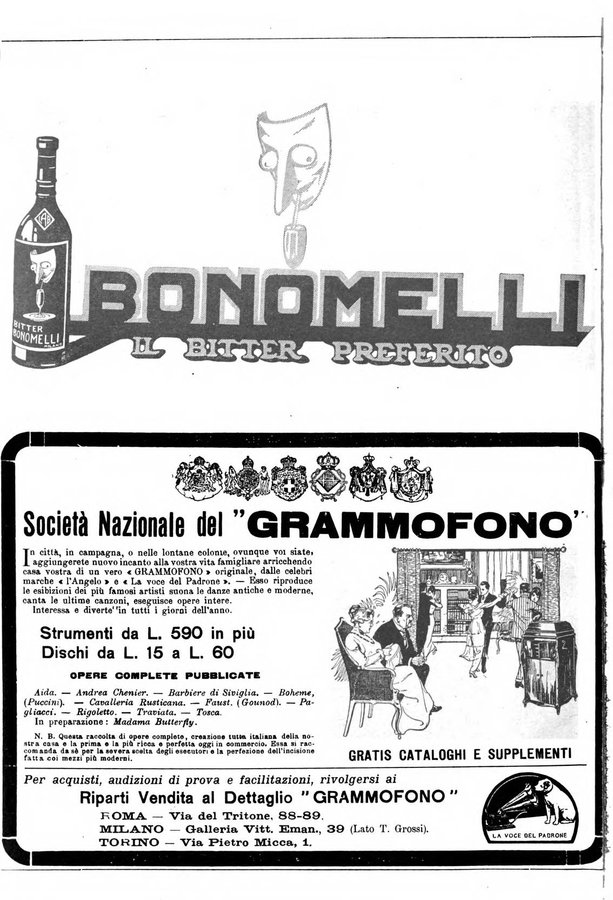 IAB
BITTER
BONOMELLI
MILANO
BONOMELLI
IL BITTER PREFERITO
Società Nazionale del "GRAMMOFONO"
In città, in campagna, o nelle lontane colonie, ovunque voi siate,
aggiungerete nuovo incanto alla vostra vita famigliare arricchendo
casa vostra di un vero « GRAMMOFONO » originale, dalle celebri
marche « l'Angelo » e « La voce del Padrone ». — Esso riproduce
le esibizioni dei più famosi artisti suona le danze antiche e moderne,
canta le ultime canzoni, eseguisce opere intere.
Interessa e diverte in tutti i giorni dell'anno.
Strumenti da L. 590 in più
Dischi da L. 15 a L. 60
OPERE COMPLETE PUBBLICATE
Aida. — Andrea Chenier. — Barbiere di Siviglia. — Boheme,
(Puccini). — Cavalleria Rusticana. — Faust. (Gounod). — Pa-
gliacci. — Rigoletto. — Traviata. — Tosca.
In preparazione : Madama Butterfly.
N. B. Questa raccolta di opere complete, creazione tutta italiana della no-
stra casa e la prima e la più ricca e perfetta oggi in commercio. Essa si rac-
comanda da sè per la severa scelta degli esecutori e la perfezione dell'incisione
fatta coi mezzi più moderni.
GRATIS CATALOGHI E SUPPLEMENTI
Per acquisti, audizioni di prova e facilitazioni, rivolgersi ai
Riparti Vendita al Dettaglio "GRAMMOFONO"
ROMA — Via del Tritone, 88-89.
MILANO — Galleria Vitt. Eman., 39 (Lato T. Grossi).
TORINO — Via Pietro Micca, 1.
LA VOCE DEL PADRONE